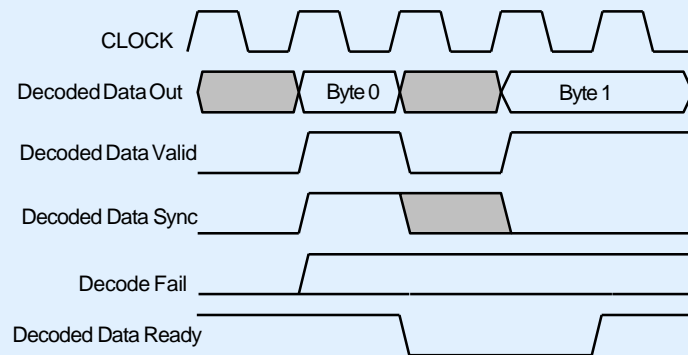 CLOCK
Decoded Data Out
Byte 0
Byte 1
Decoded Data Valid
Decoded Data Sync
Decode Fail
Decoded Data Ready